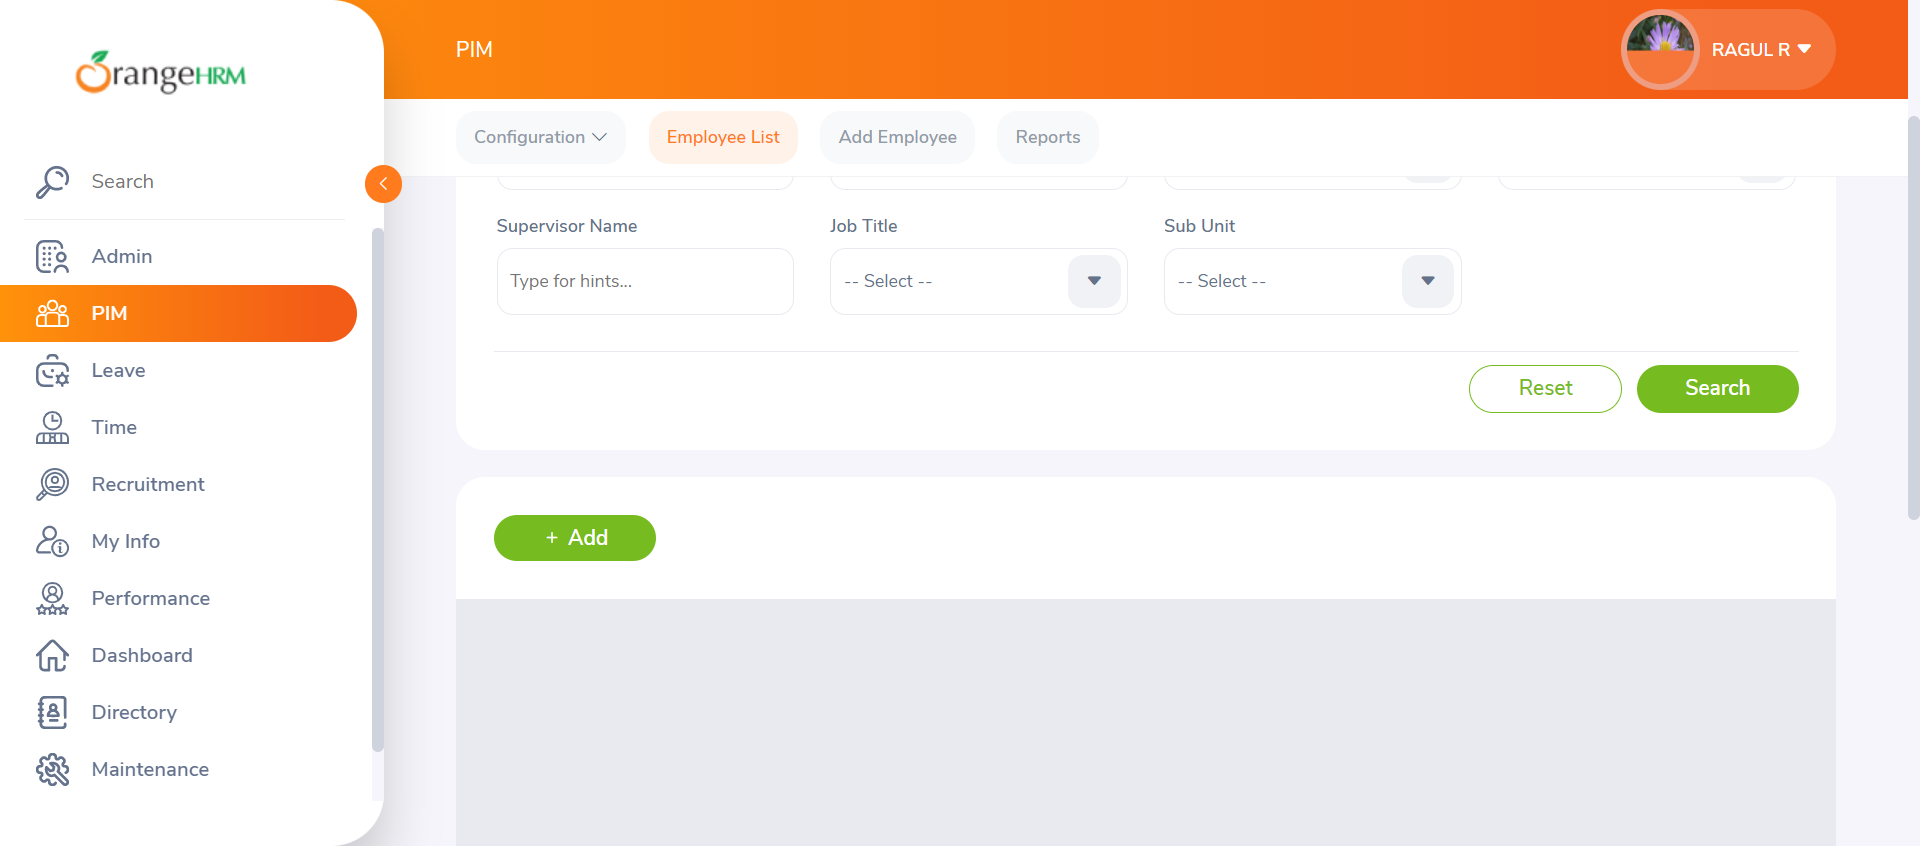 OrangeHRM
PIM
RAGUL R
Configuration
Employee List
Add Employee
Reports
Search
Admin
PIM
Leave
Time
Recruitment
My Info
Performance
Dashboard
Directory
Maintenance
Supervisor Name
Job Title
Sub Unit
Type for hints...
-- Select --
-- Select --
Reset
Search
+ Add